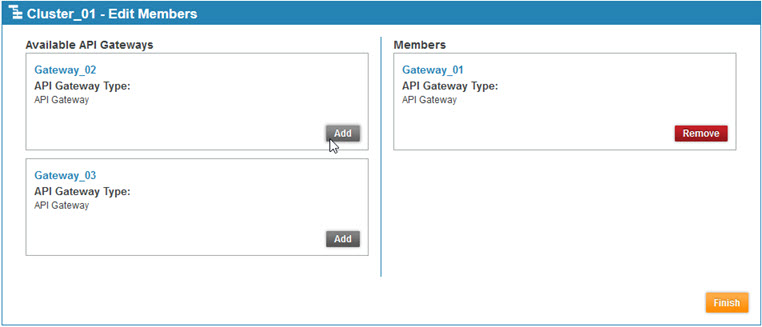 Cluster_01 - Edit Members
Available API Gateways
Gateway_02
API Gateway Type:
API Gateway
Add
Gateway_03
API Gateway Type:
API Gateway
Add
Members
Gateway_01
API Gateway Type:
API Gateway
Remove
Finish